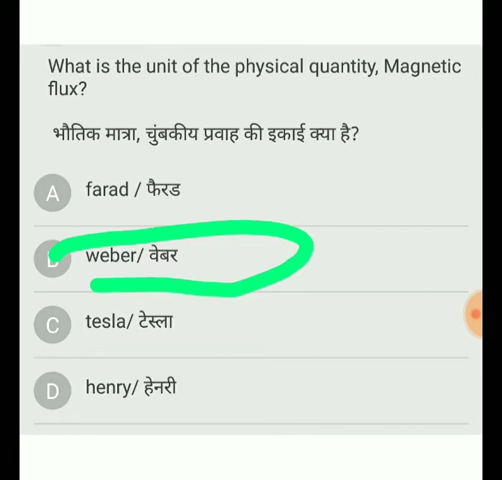 What is the unit of the physical quantity, Magnetic
flux?
भौतिक मात्रा, चुंबकीय प्रवाह की इकाई क्या है?
A farad / फैरड
weber/ वेबर
C tesla/ टेस्ला
D henry/ हेनरी